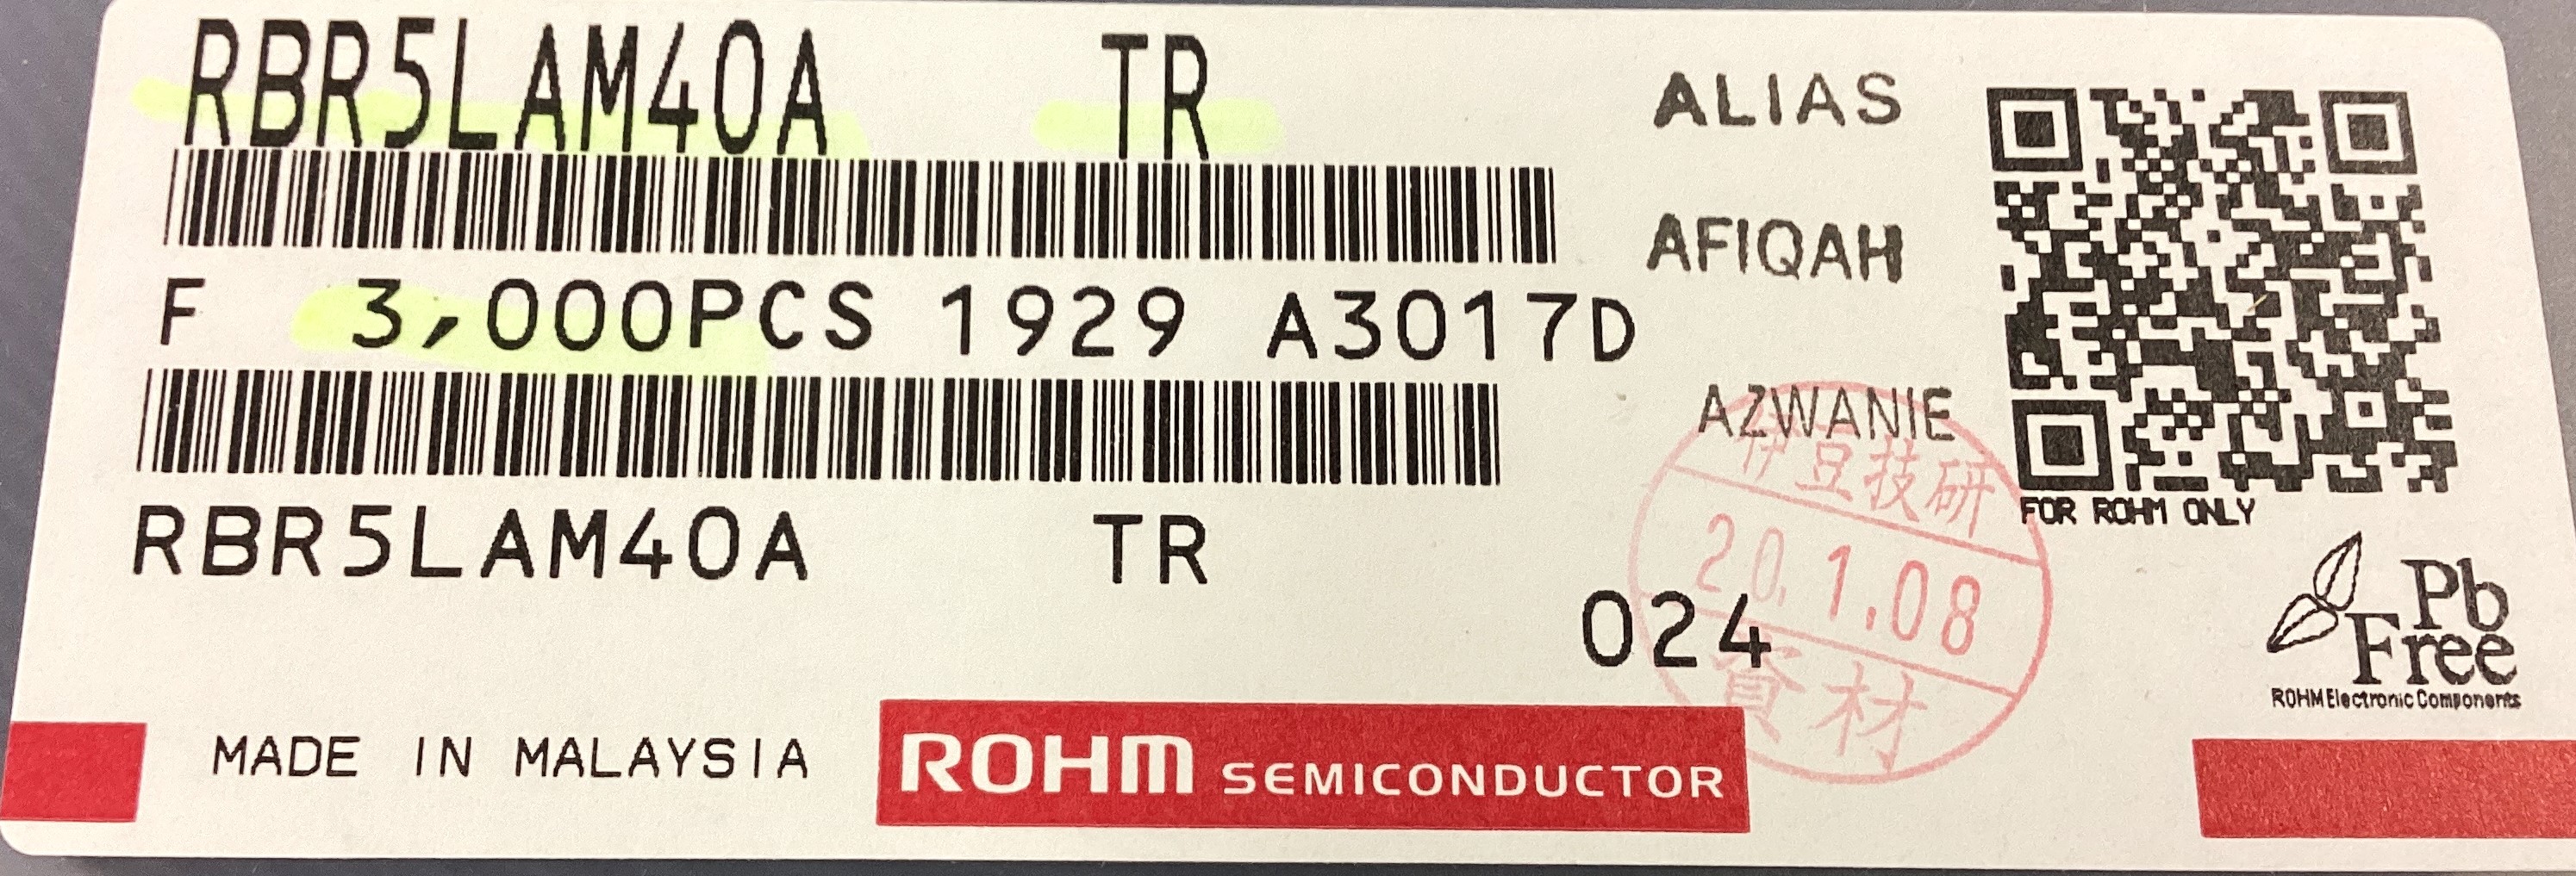 RBR5LAM40A TR
F 3,000PCS 1929 A3017D
RBR5LAM40A TR
024
MADE IN MALAYSIA
ROHM SEMICONDUCTOR
ALIAS
AFIQAH
AZWANIE
伊豆技研
20.1.08
資材
FOR ROHM ONLY
Pb
Free
ROHM Electronic Components